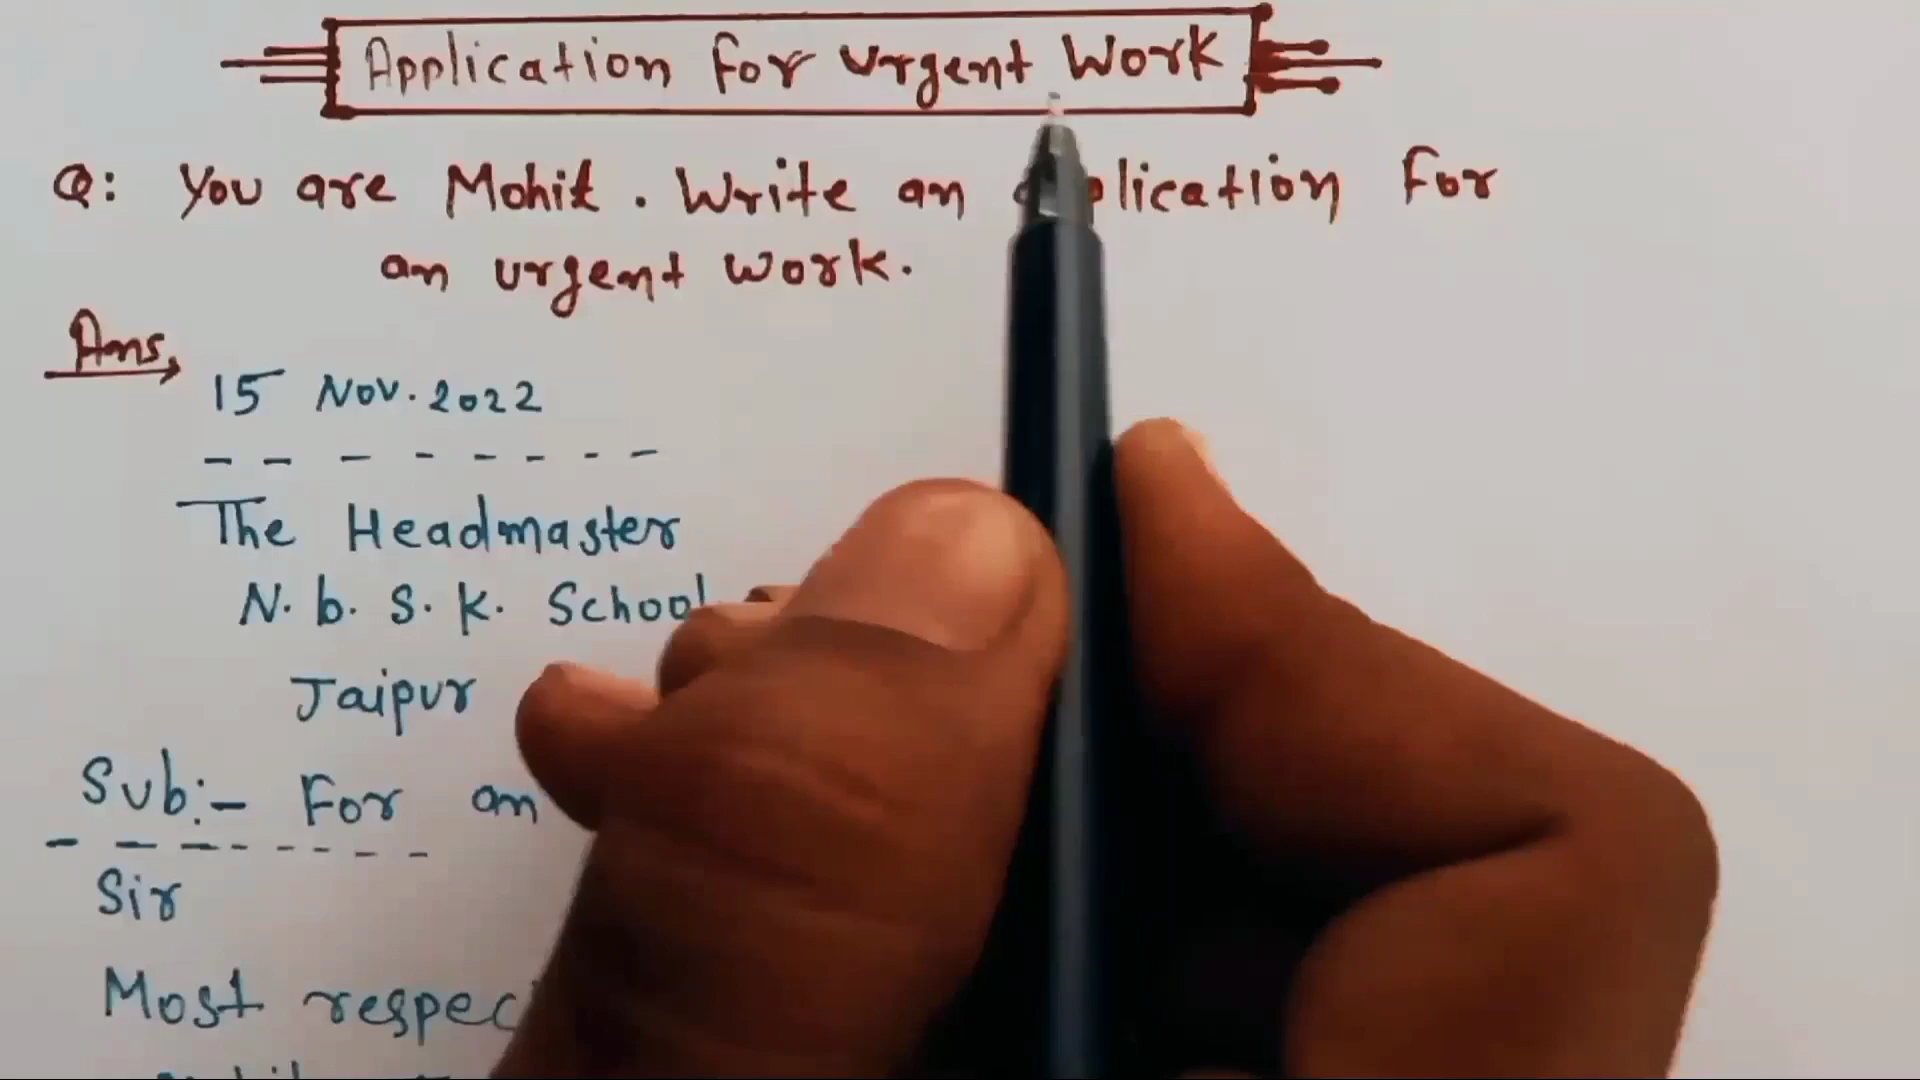 Application For Urgent Work
Q: You are Mohit. Write an application For
an urgent work.
Ans,
15 Nov. 2022
The Headmaster
N. b. S. K. School
Jaipur
Sub:- For an
Sir
Most